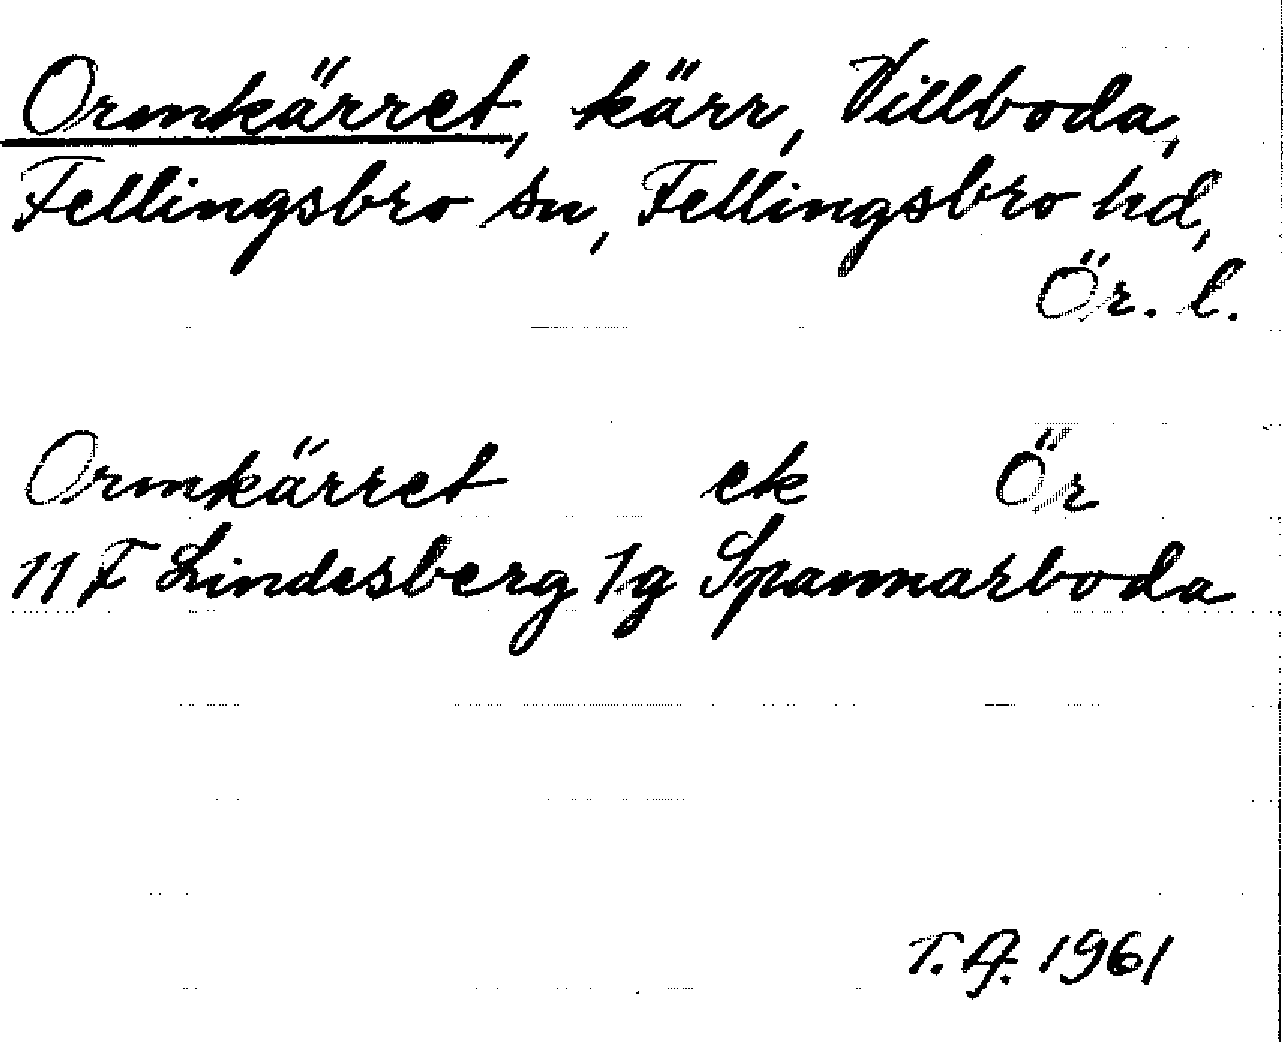 Ormkärret, kärr, Villboda,
Fellingsbro sn, Fellingsbro hd,
Ör. l.
Ormkärret ek Ör
11 F Lindesberg 1g Spannarboda
T. A. 1961